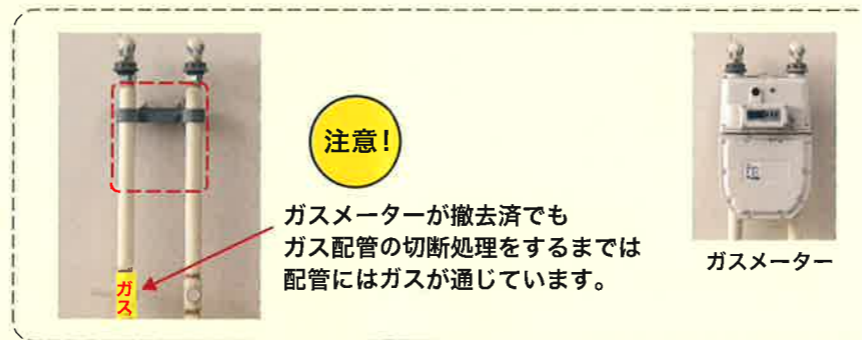 注意!
ガスメーターが撤去済でも
ガス配管の切断処理をするまでは
配管にはガスが通じています。
ガス
ガスメーター